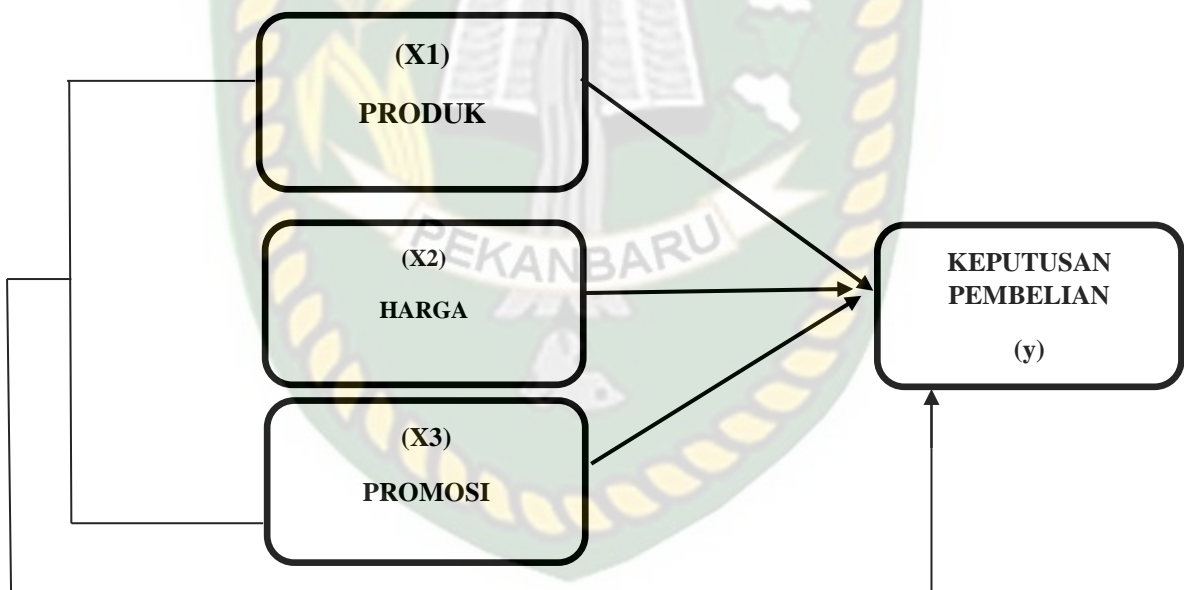 (X1)
PRODUK
(X2)
HARGA
(X3)
PROMOSI
KEPUTUSAN
PEMBELIAN
(y)
PEKANBARU